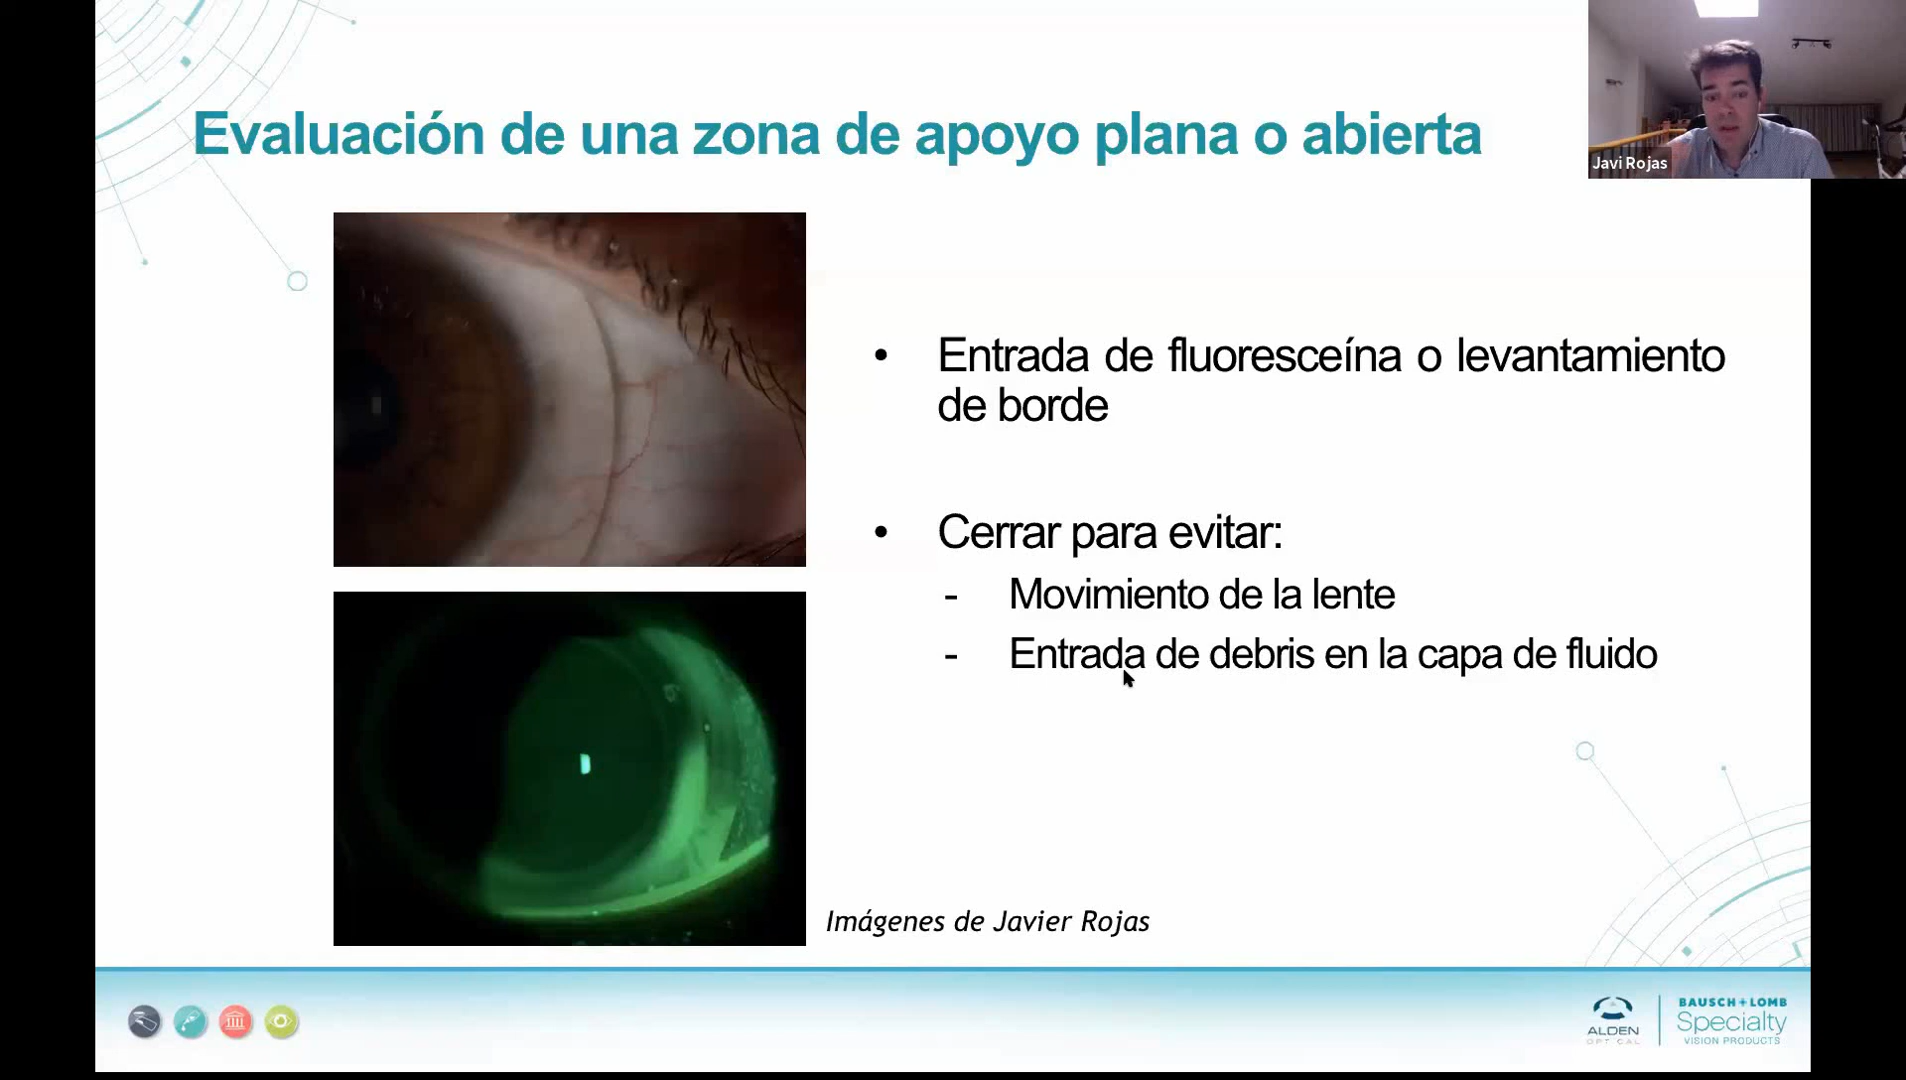 Evaluación de una zona de apoyo plana o abierta
Javi Rojas
• Entrada de fluoresceína o levantamiento
de borde
• Cerrar para evitar:
- Movimiento de la lente
- Entrada de debris en la capa de fluido
Imágenes de Javier Rojas
ALDEN
OPTICAL
BAUSCH + LOMB
Specialty
VISION PRODUCTS